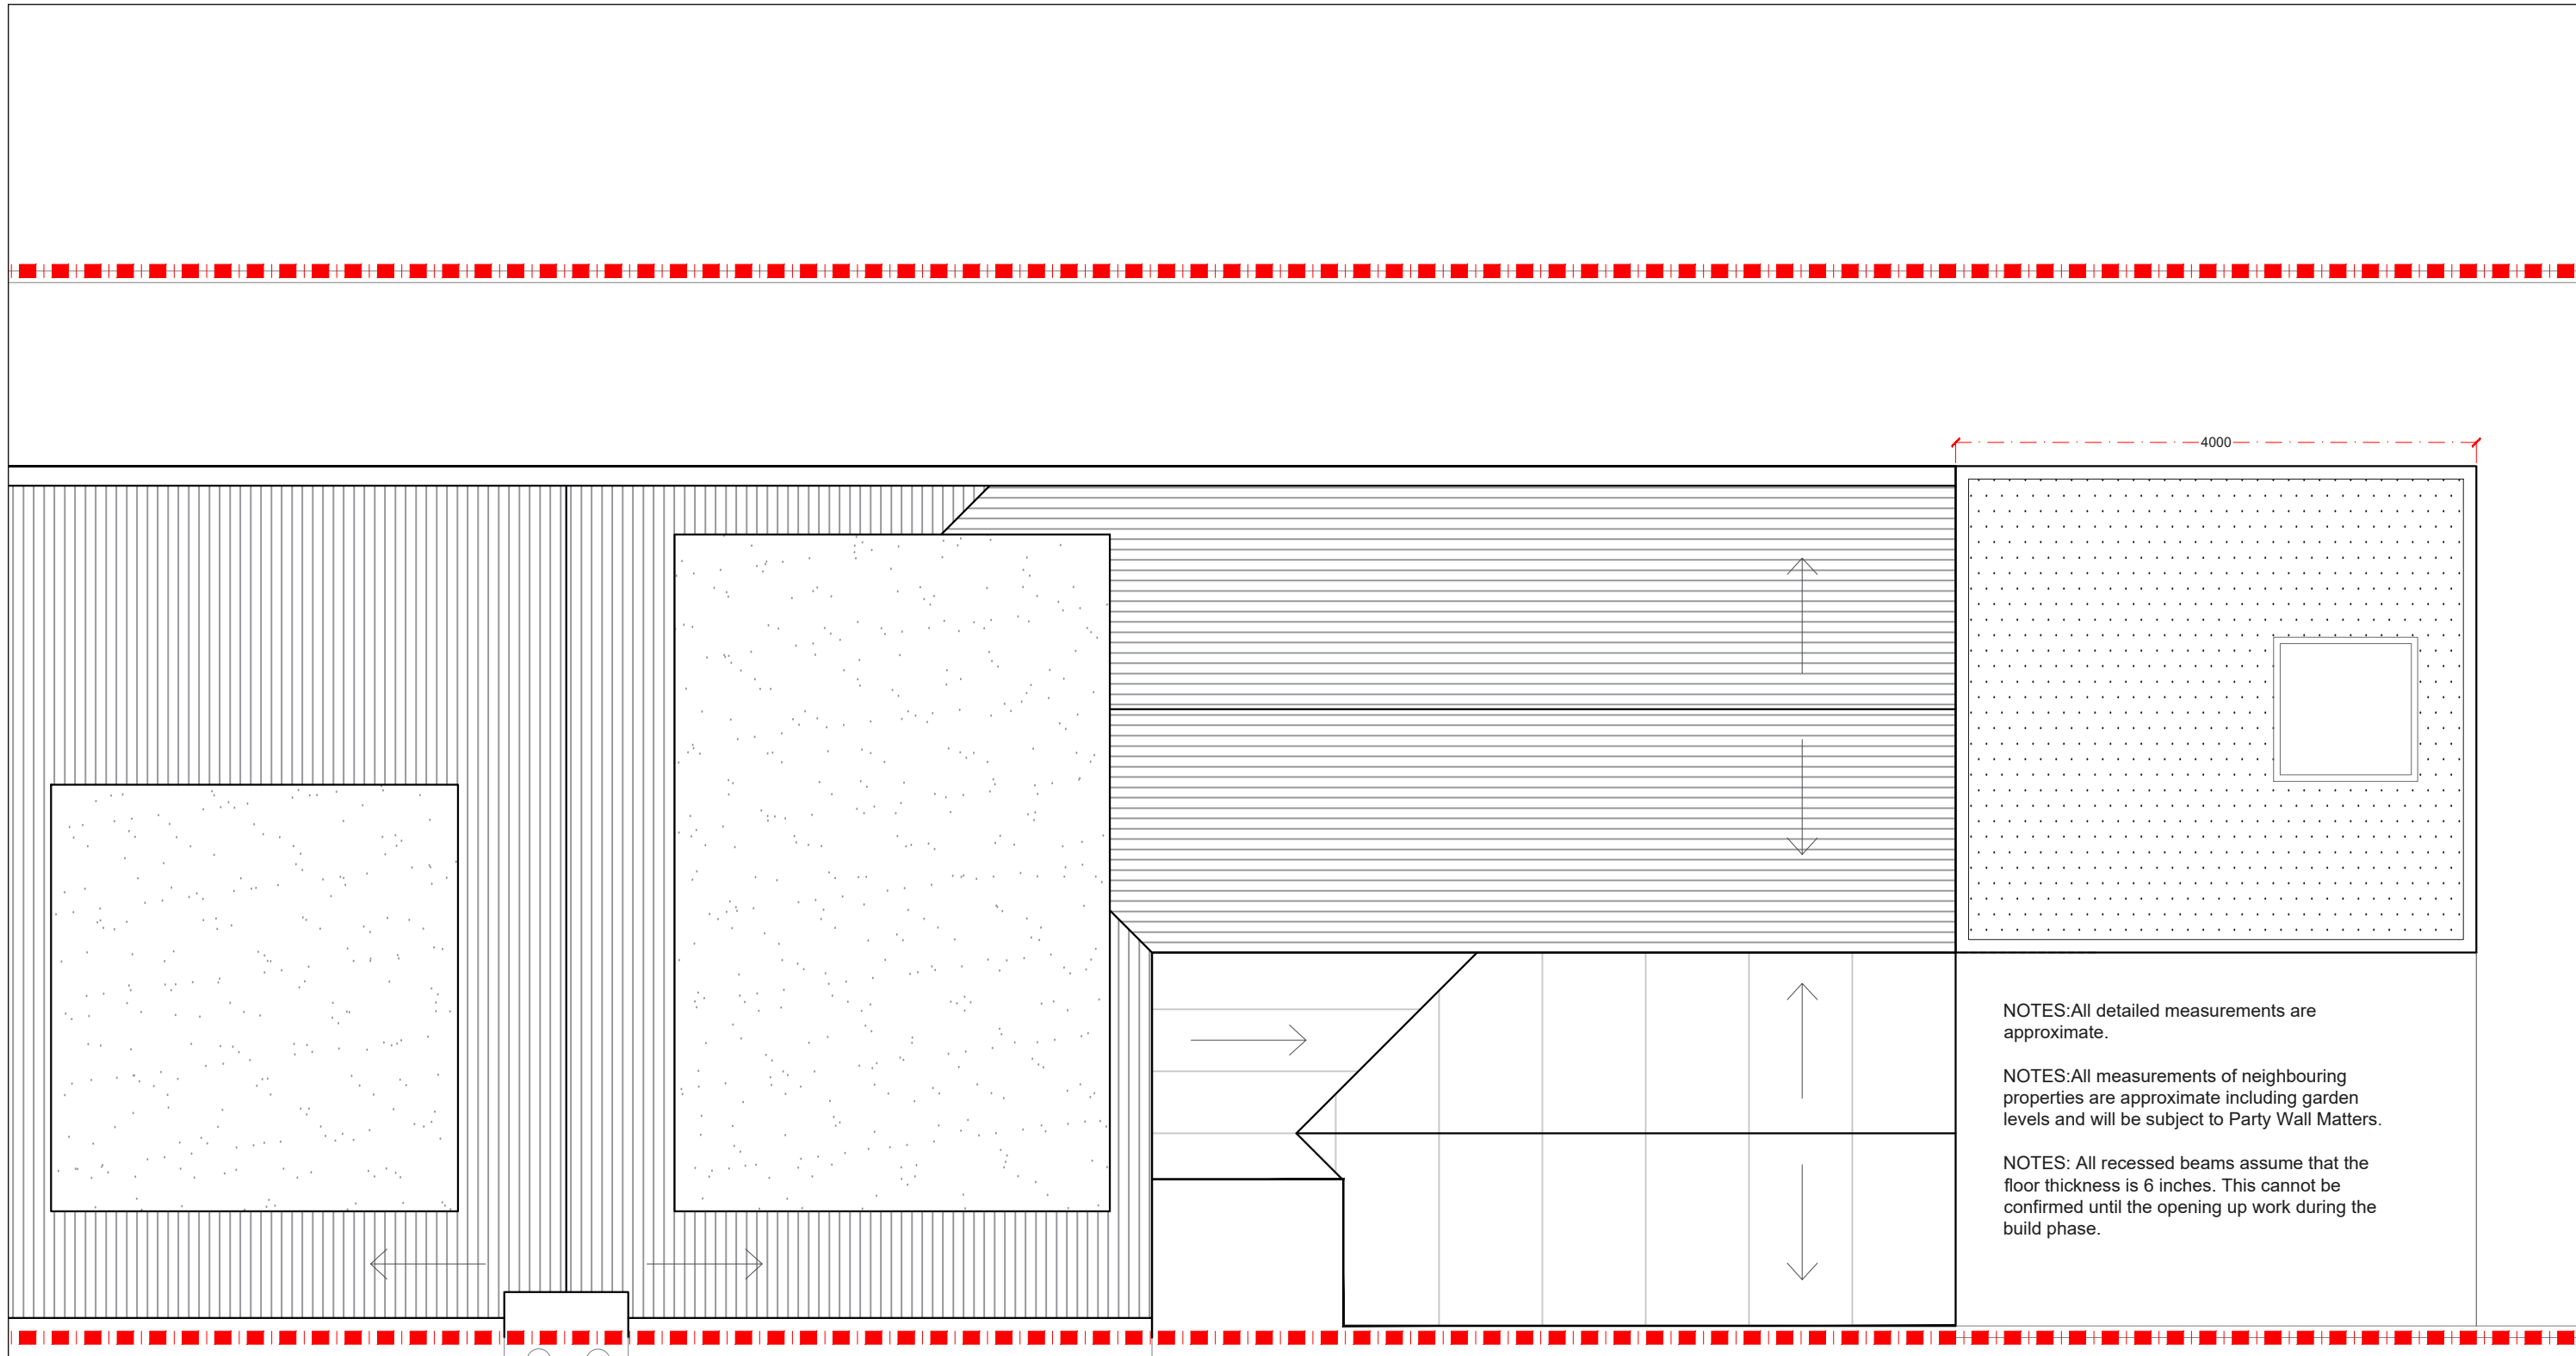 4000
NOTES:All detailed measurements are
approximate.
NOTES:All measurements of neighbouring
properties are approximate including garden
levels and will be subject to Party Wall Matters.
NOTES: All recessed beams assume that the
floor thickness is 6 inches. This cannot be
confirmed until the opening up work during the
build phase.